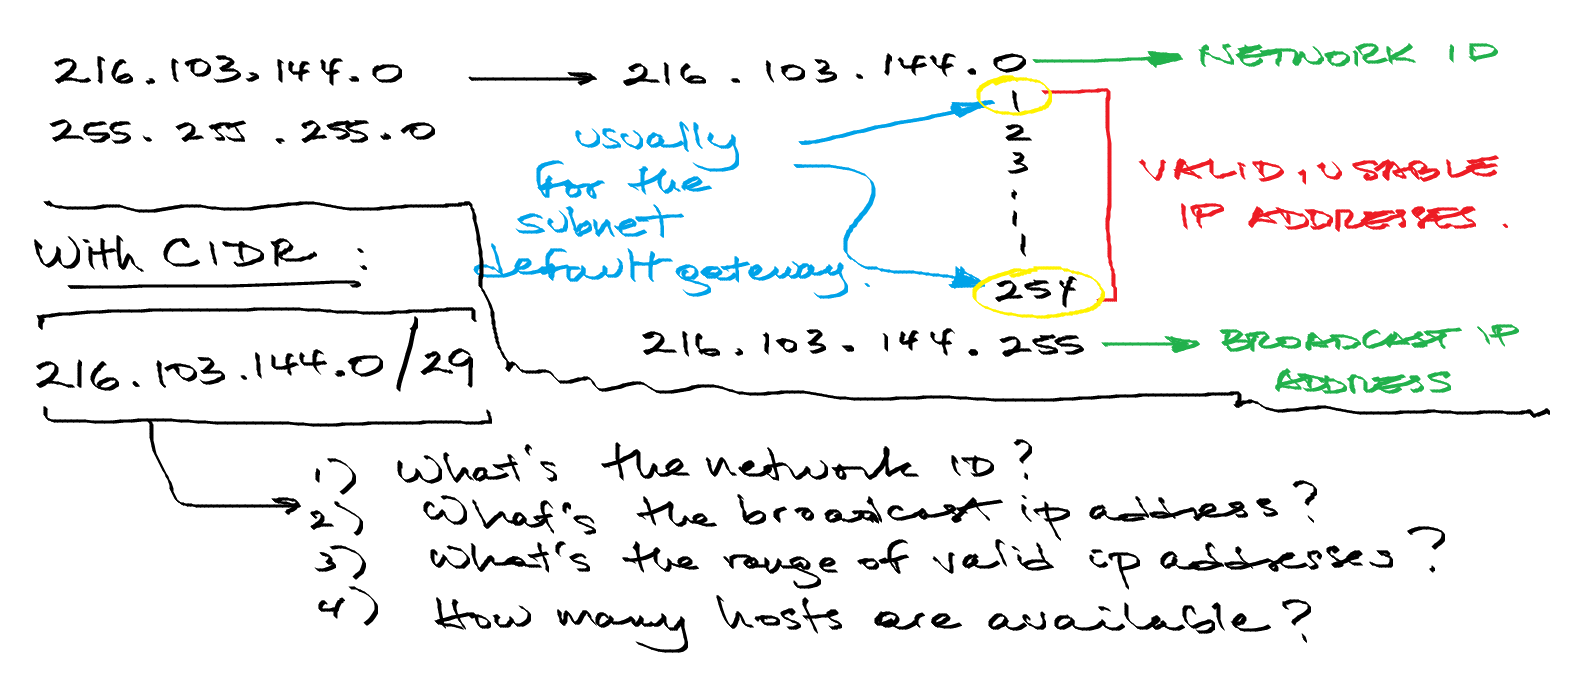 216.103.144.0
255.255.255.0
216.103.144.0
NETWORK ID
1
2
3
.
1
1
254
usually
for the
subnet
default gateway.
VALID, USABLE
IP ADDRESSES.
216.103.144.255
BROADCAST IP
ADDRESS
With CIDR :
216.103.144.0/29
1) What's the network ID?
2) What's the broadcast ip address?
3) What's the range of valid ip addresses?
4) How many hosts are available?